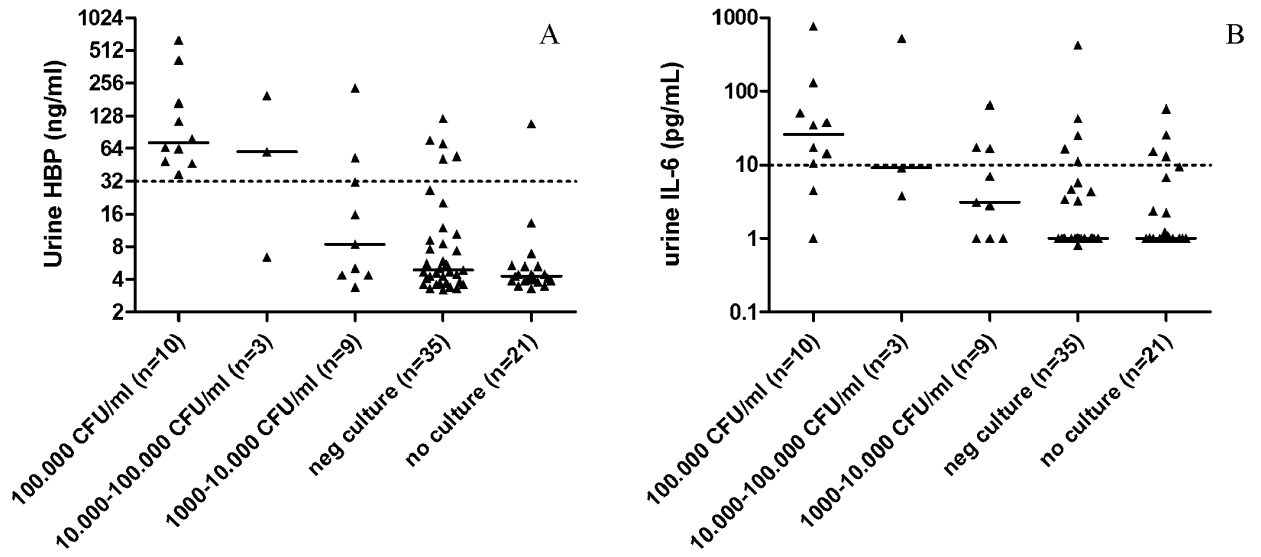 A
Urine HBP (ng/ml)
1024
512
256
128
64
32
16
8
4
2
100.000 CFU/ml (n=10)
10.000-100.000 CFU/ml (n=3)
1000-10.000 CFU/ml (n=9)
neg culture (n=35)
no culture (n=21)
B
urine IL-6 (pg/mL)
1000
100
10
1
0.1
100.000 CFU/ml (n=10)
10.000-100.000 CFU/ml (n=3)
1000-10.000 CFU/ml (n=9)
neg culture (n=35)
no culture (n=21)